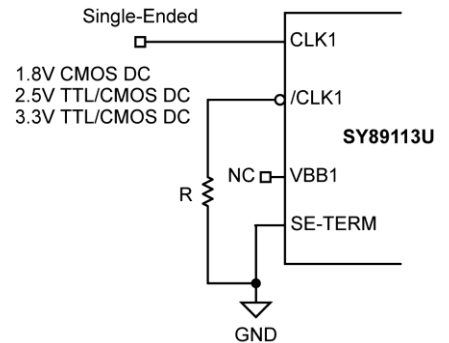 Single-Ended
CLK1
1.8V CMOS DC
2.5V TTL/CMOS DC
3.3V TTL/CMOS DC
/CLK1
SY89113U
NC
VBB1
R
SE-TERM
GND